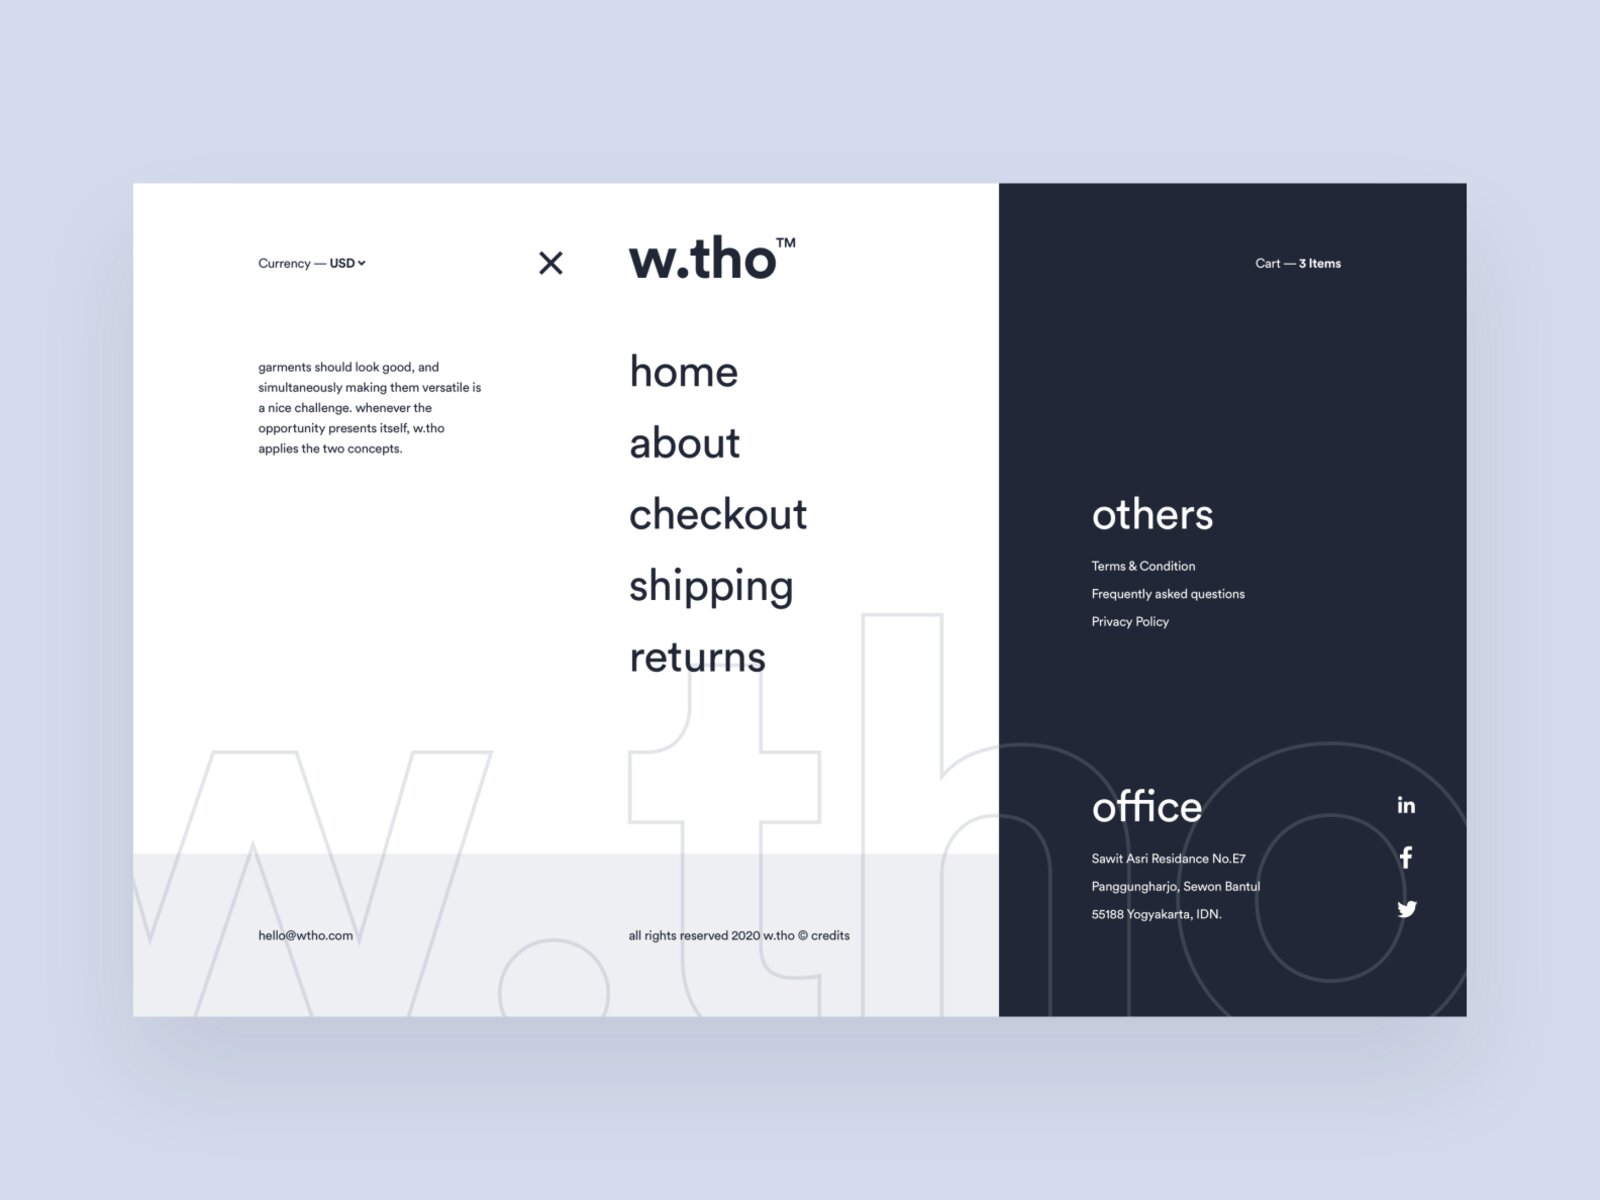 Currency — USD
w.tho™
Cart — 3 Items
garments should look good, and
simultaneously making them versatile is
a nice challenge. whenever the
opportunity presents itself, w.tho
applies the two concepts.
home
about
checkout
shipping
returns
others
Terms & Condition
Frequently asked questions
Privacy Policy
office
Sawit Asri Residance No.E7
Panggungharjo, Sewon Bantul
55188 Yogyakarta, IDN.
in
hello@wtho.com
all rights reserved 2020 w.tho © credits
w.tho